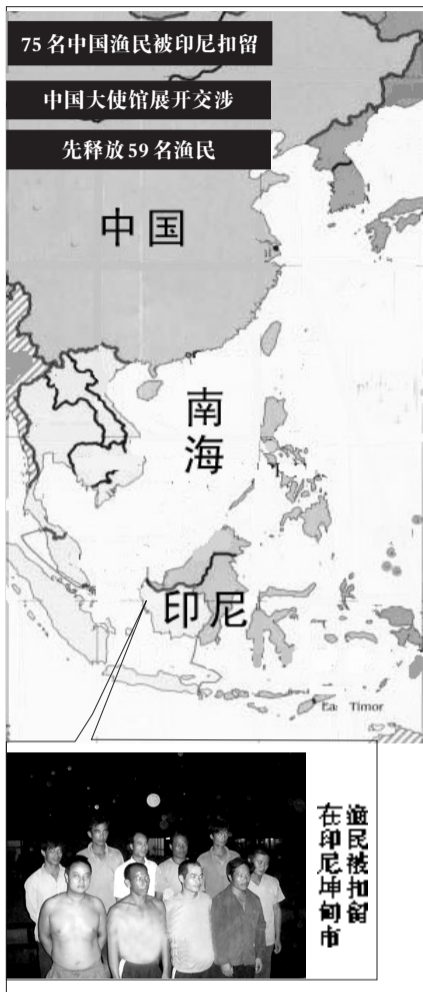 75名中国渔民被印尼扣留
中国大使馆展开交涉
先释放59名渔民
中国
南海
印尼
Ea: Timor
渔民被扣留
在印尼坤甸市